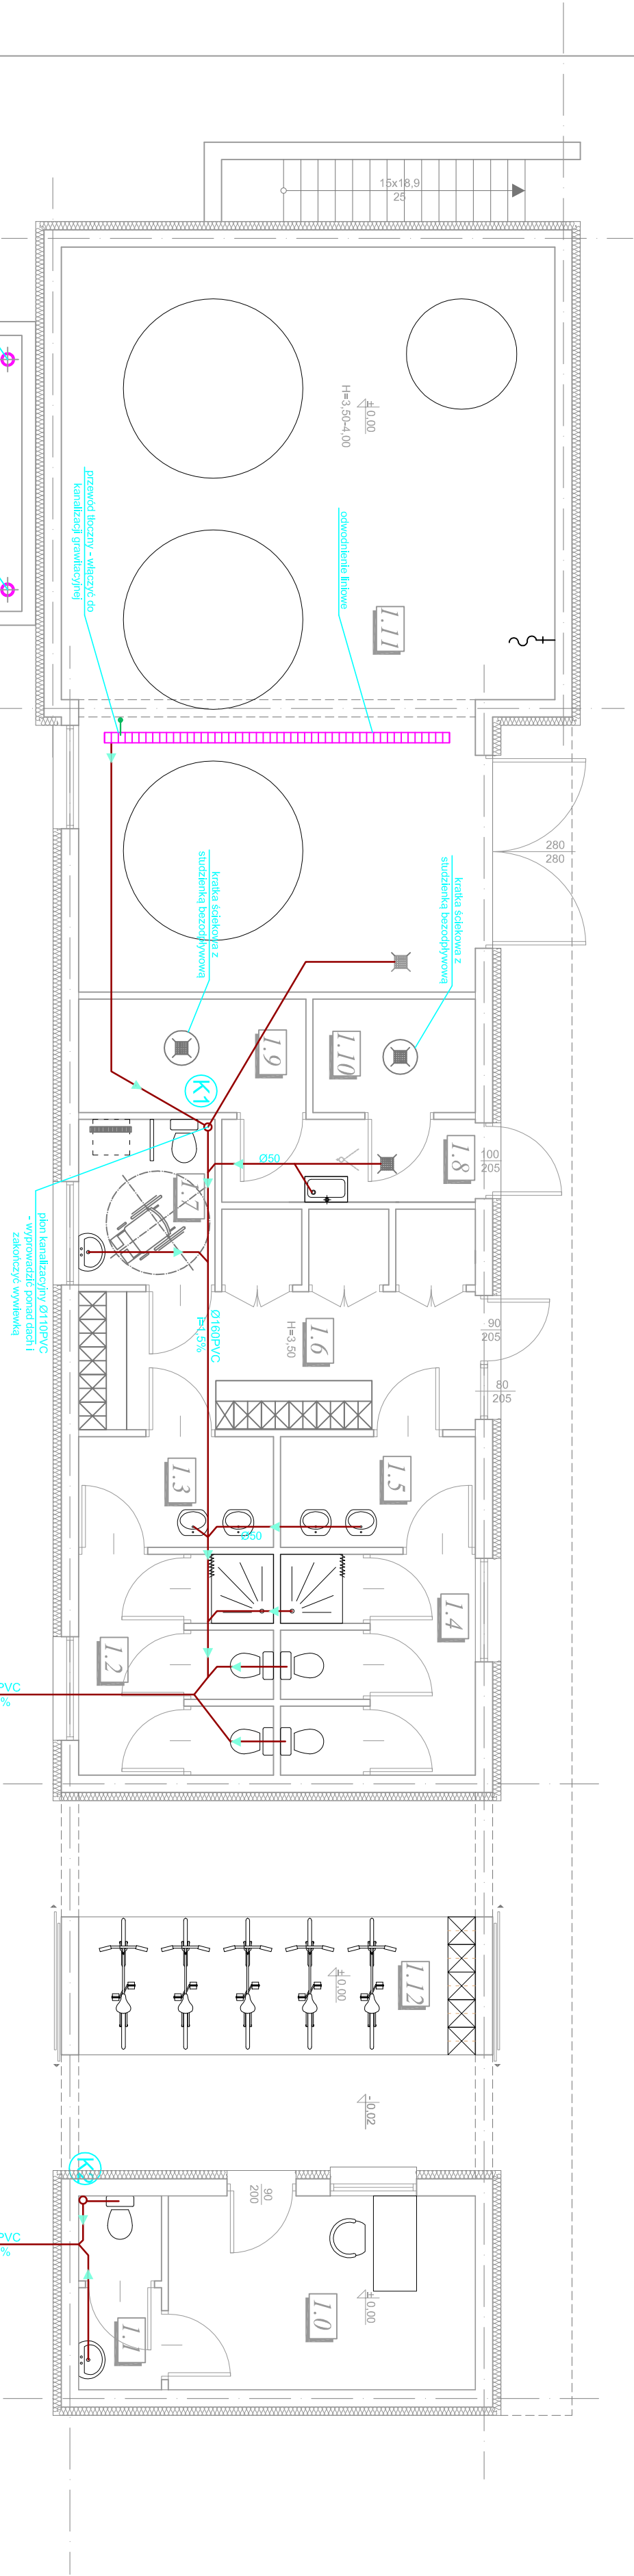 15x18,9
25
±0,00
H=3,50-4,00
przewód tłoczny - włączyć do
kanalizacji grawitacyjnej
odwodnienie liniowe
1.11
280
280
kratka ściekowa z
studzienką bezodpływową
kratka ściekowa z
studzienką bezodpływową
1.9
1.10
K1
1.8
100
205
Ø50
1.7
pion kanalizacyjny Ø110PVC
- wyprowadzić ponad dach i
zakończyć wywiewką
Ø160PVC
i=1,5%
1.6
H=3,50
90
205
80
205
1.3
1.5
Ø50
1.2
1.4
PVC
%
1.12
±0,00
-0,02
K2
90
200
PVC
%
1.0
±0,00
1.1